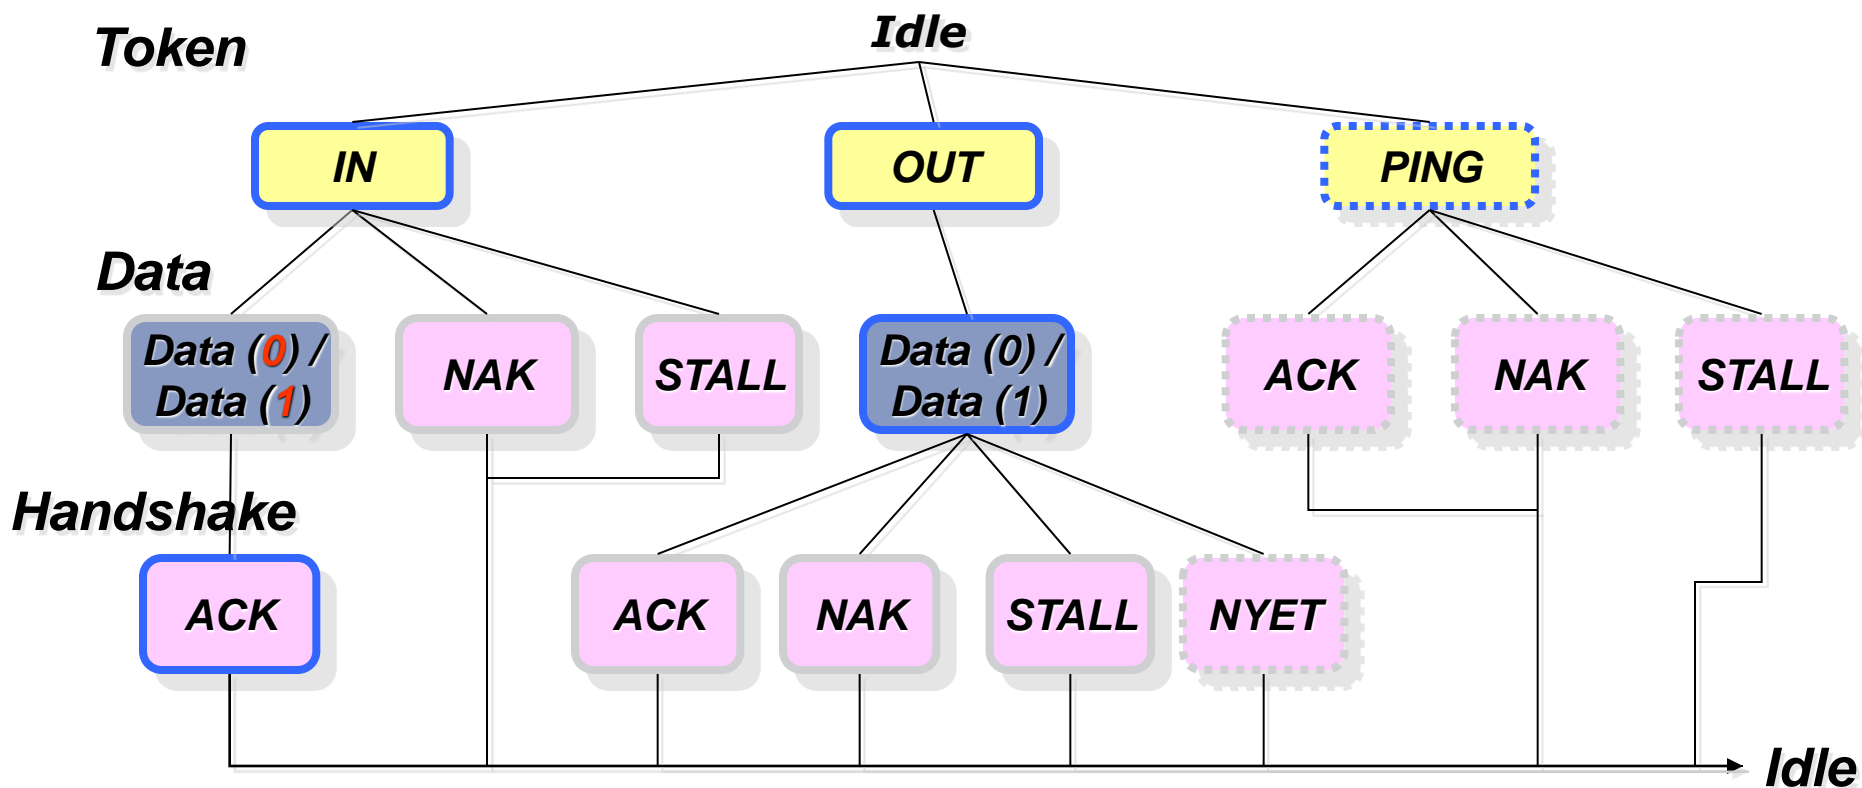 Token
Idle
IN
OUT
PING
Data
Data (0) /
Data (1)
NAK
STALL
Data (0) /
Data (1)
ACK
NAK
STALL
Handshake
ACK
ACK
NAK
STALL
NYET
Idle